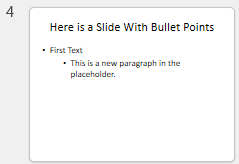 4
Here is a Slide With Bullet Points
• First Text
• This is a new paragraph in the
placeholder.